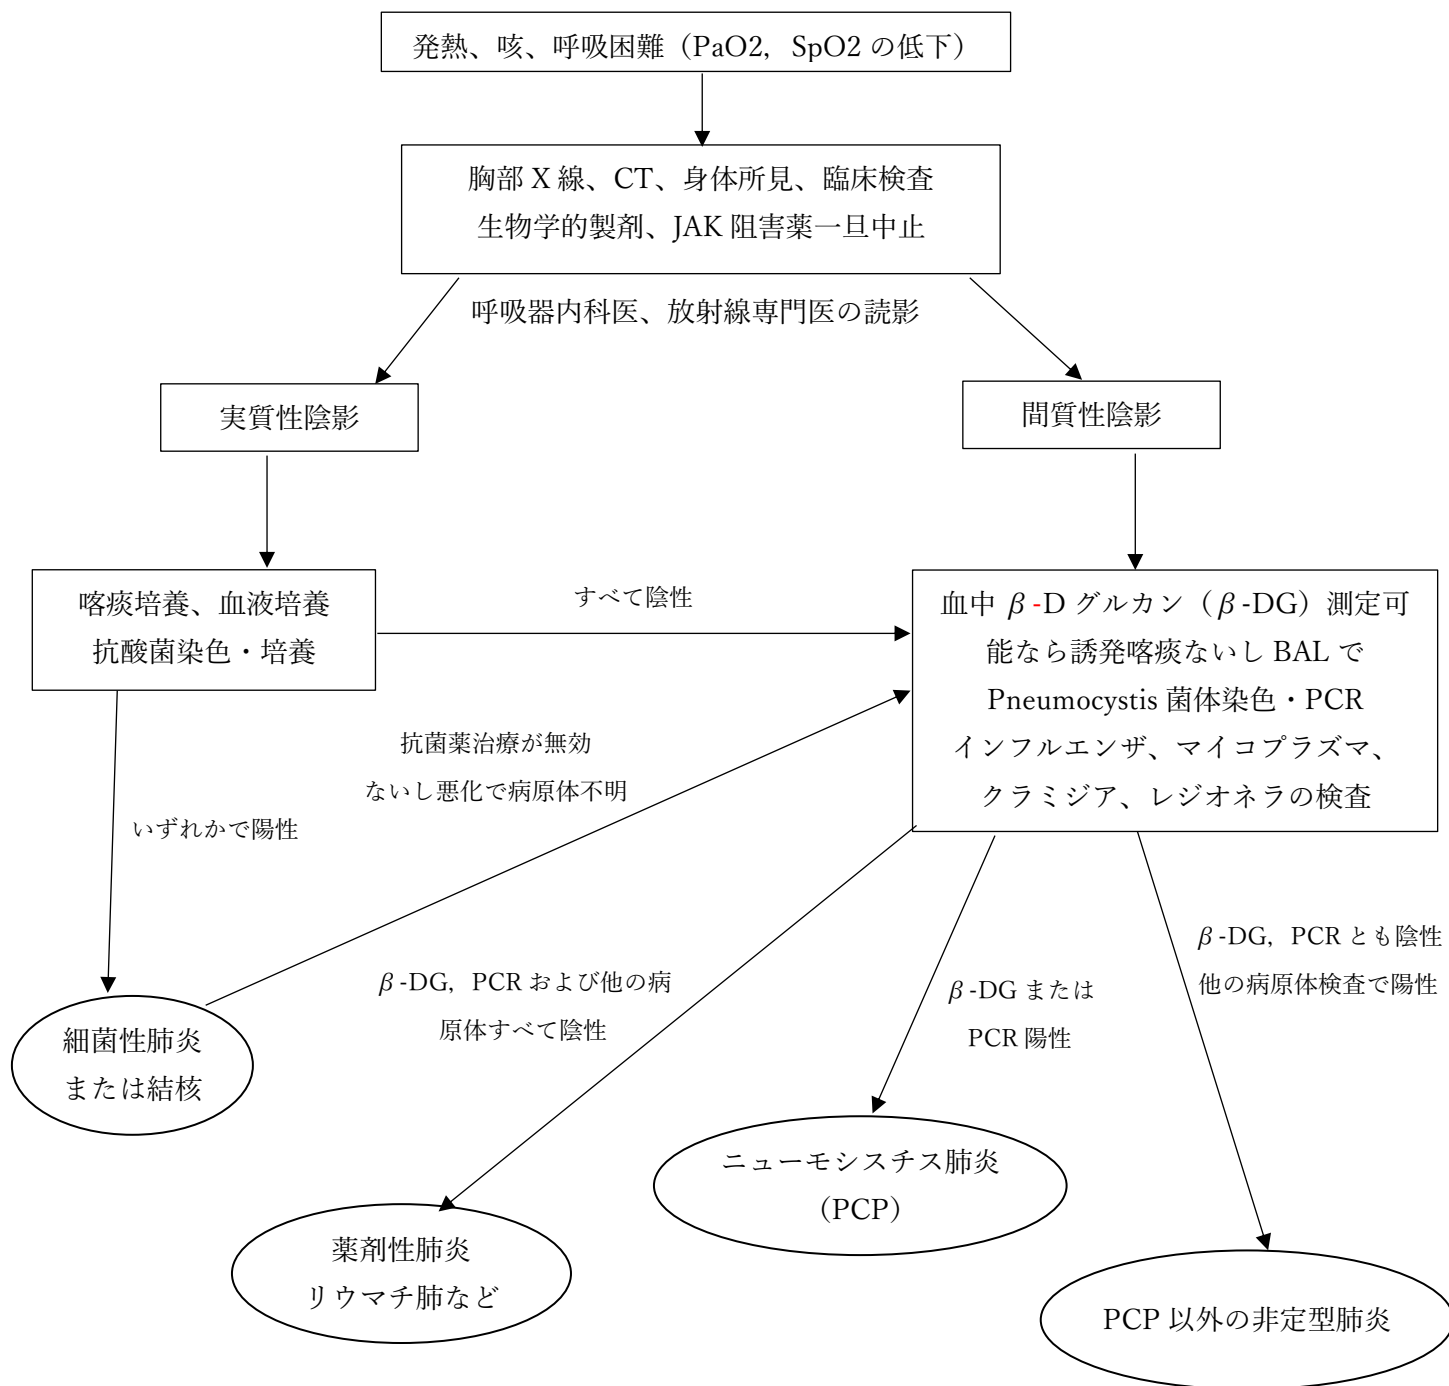 発熱、咳、呼吸困難（PaO2，SpO2 の低下）
胸部 X 線、CT、身体所見、臨床検査
生物学的製剤、JAK 阻害薬一旦中止
呼吸器内科医、放射線専門医の読影
実質性陰影
間質性陰影
喀痰培養、血液培養
抗酸菌染色・培養
すべて陰性
血中 β-D グルカン（β-DG）測定可
能なら誘発喀痰ないし BAL で
Pneumocystis 菌体染色・PCR
インフルエンザ、マイコプラズマ、
クラミジア、レジオネラの検査
抗菌薬治療が無効
ないし悪化で病原体不明
いずれかで陽性
β-DG，PCR および他の病
原体すべて陰性
β-DG または
PCR 陽性
β-DG，PCR とも陰性
他の病原体検査で陽性
細菌性肺炎
または結核
薬剤性肺炎
リウマチ肺など
ニューモシスチス肺炎
（PCP）
PCP 以外の非定型肺炎